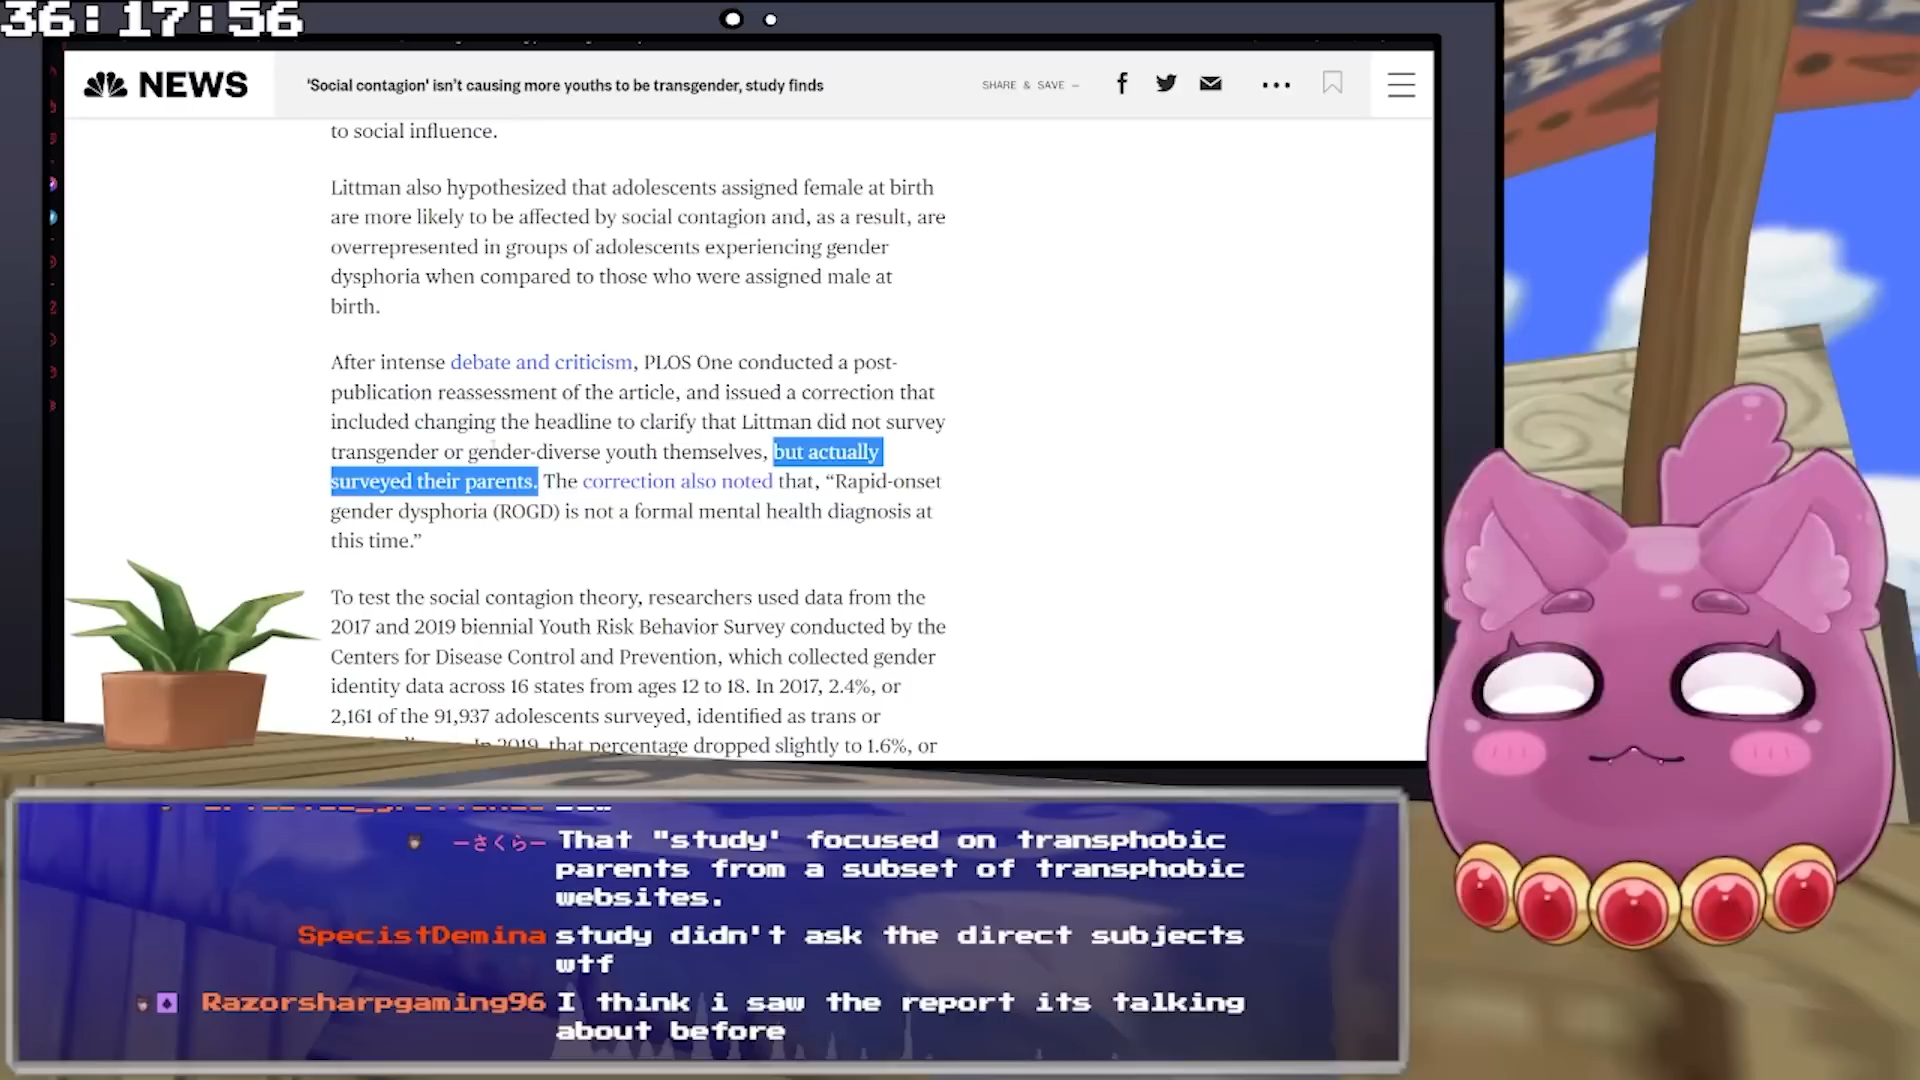 36:17:56
NEWS
'Social contagion' isn't causing more youths to be transgender, study finds
SHARE & SAVE —
to social influence.
Littman also hypothesized that adolescents assigned female at birth
are more likely to be affected by social contagion and, as a result, are
overrepresented in groups of adolescents experiencing gender
dysphoria when compared to those who were assigned male at
birth.
After intense debate and criticism, PLOS One conducted a post-
publication reassessment of the article, and issued a correction that
included changing the headline to clarify that Littman did not survey
transgender or gender-diverse youth themselves, but actually
surveyed their parents. The correction also noted that, “Rapid-onset
gender dysphoria (ROGD) is not a formal mental health diagnosis at
this time.”
To test the social contagion theory, researchers used data from the
2017 and 2019 biennial Youth Risk Behavior Survey conducted by the
Centers for Disease Control and Prevention, which collected gender
identity data across 16 states from ages 12 to 18. In 2017, 2.4%, or
2,161 of the 91,937 adolescents surveyed, identified as trans or
In 2019, that percentage dropped slightly to 1.6%, or
ーさくらー That "study' focused on transphobic
parents from a subset of transphobic
websites.
SpecistDemina study didn't ask the direct subjects
wtf
Razorsharpgaming96 I think i saw the report its talking
about before